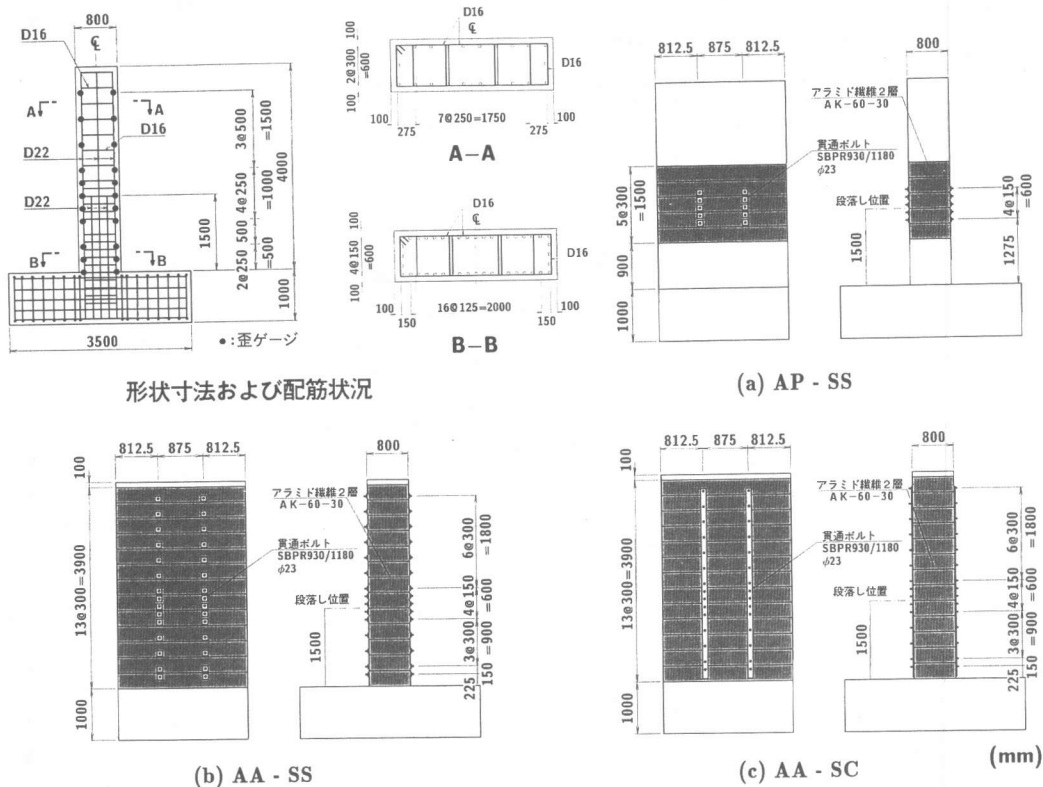 800
℄
D16
A
A
D16
D22
D22
B
B
3@500
=1500
4@250
=1000
500
2@250
=500
1500
4000
1000
3500
●:歪ゲージ
形状寸法および配筋状況
D16
℄
100
2@300
=600
100
D16
100
275
7@250=1750
275
100
A−A
D16
℄
100
4@150
=600
100
D16
100
150
16@125=2000
150
100
B−B
812.5
875
812.5
800
アラミド繊維2層
AK-60-30
貫通ボルト
SBPR930/1180
φ23
段落し位置
5@300
=1500
900
1000
1500
4@150
=600
1275
(a) AP - SS
812.5
875
812.5
800
100
アラミド繊維2層
AK-60-30
貫通ボルト
SBPR930/1180
φ23
段落し位置
13@300=3900
1000
1500
6@300
=1800
4@150
=600
3@300
=900
150
225
(b) AA - SS
812.5
875
812.5
800
100
アラミド繊維2層
AK-60-30
貫通ボルト
SBPR930/1180
φ23
段落し位置
13@300=3900
1000
1500
6@300
=1800
4@150
=600
3@300
=900
150
225
(c) AA - SC
(mm)